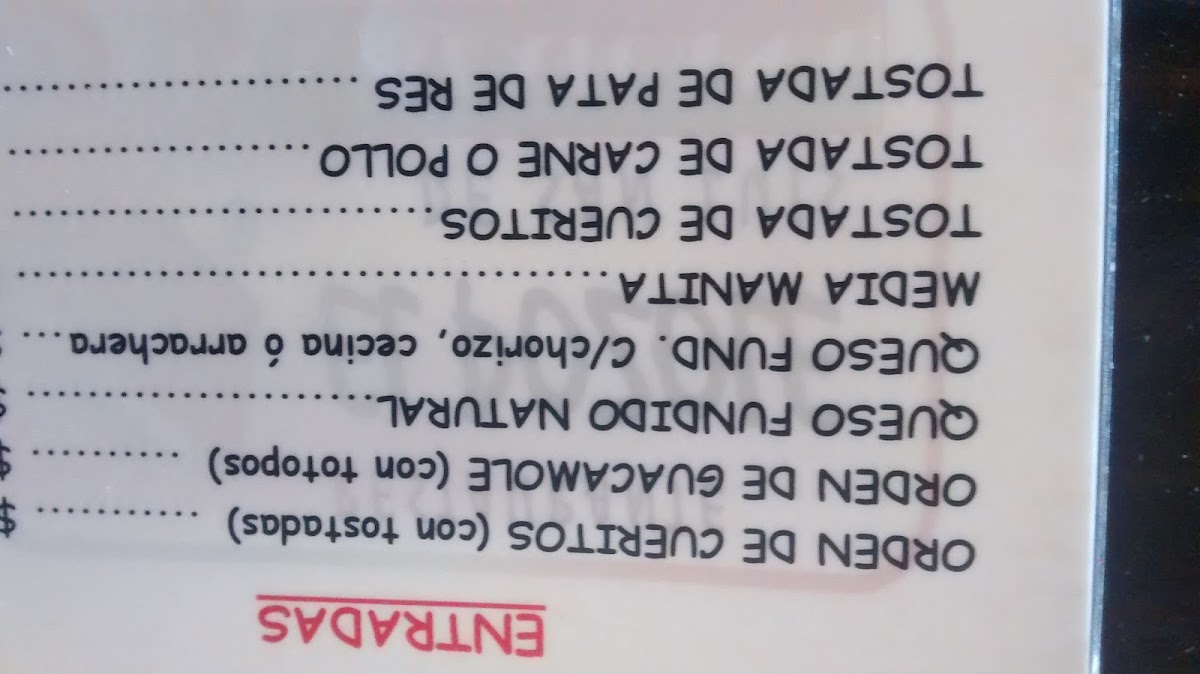 ENTRADAS
ORDEN DE CUERITOS (con tostadas) ........... $
ORDEN DE GUACAMOLE (con totopos) .......... $
QUESO FUNDIDO NATURAL........................ $
QUESO FUND. C/chorizo, cecina ó arrachera...
MEDIA MANITA.......................................
TOSTADA DE CUERITOS............................
TOSTADA DE CARNE O POLLO....................
TOSTADA DE PATA DE RES ........................